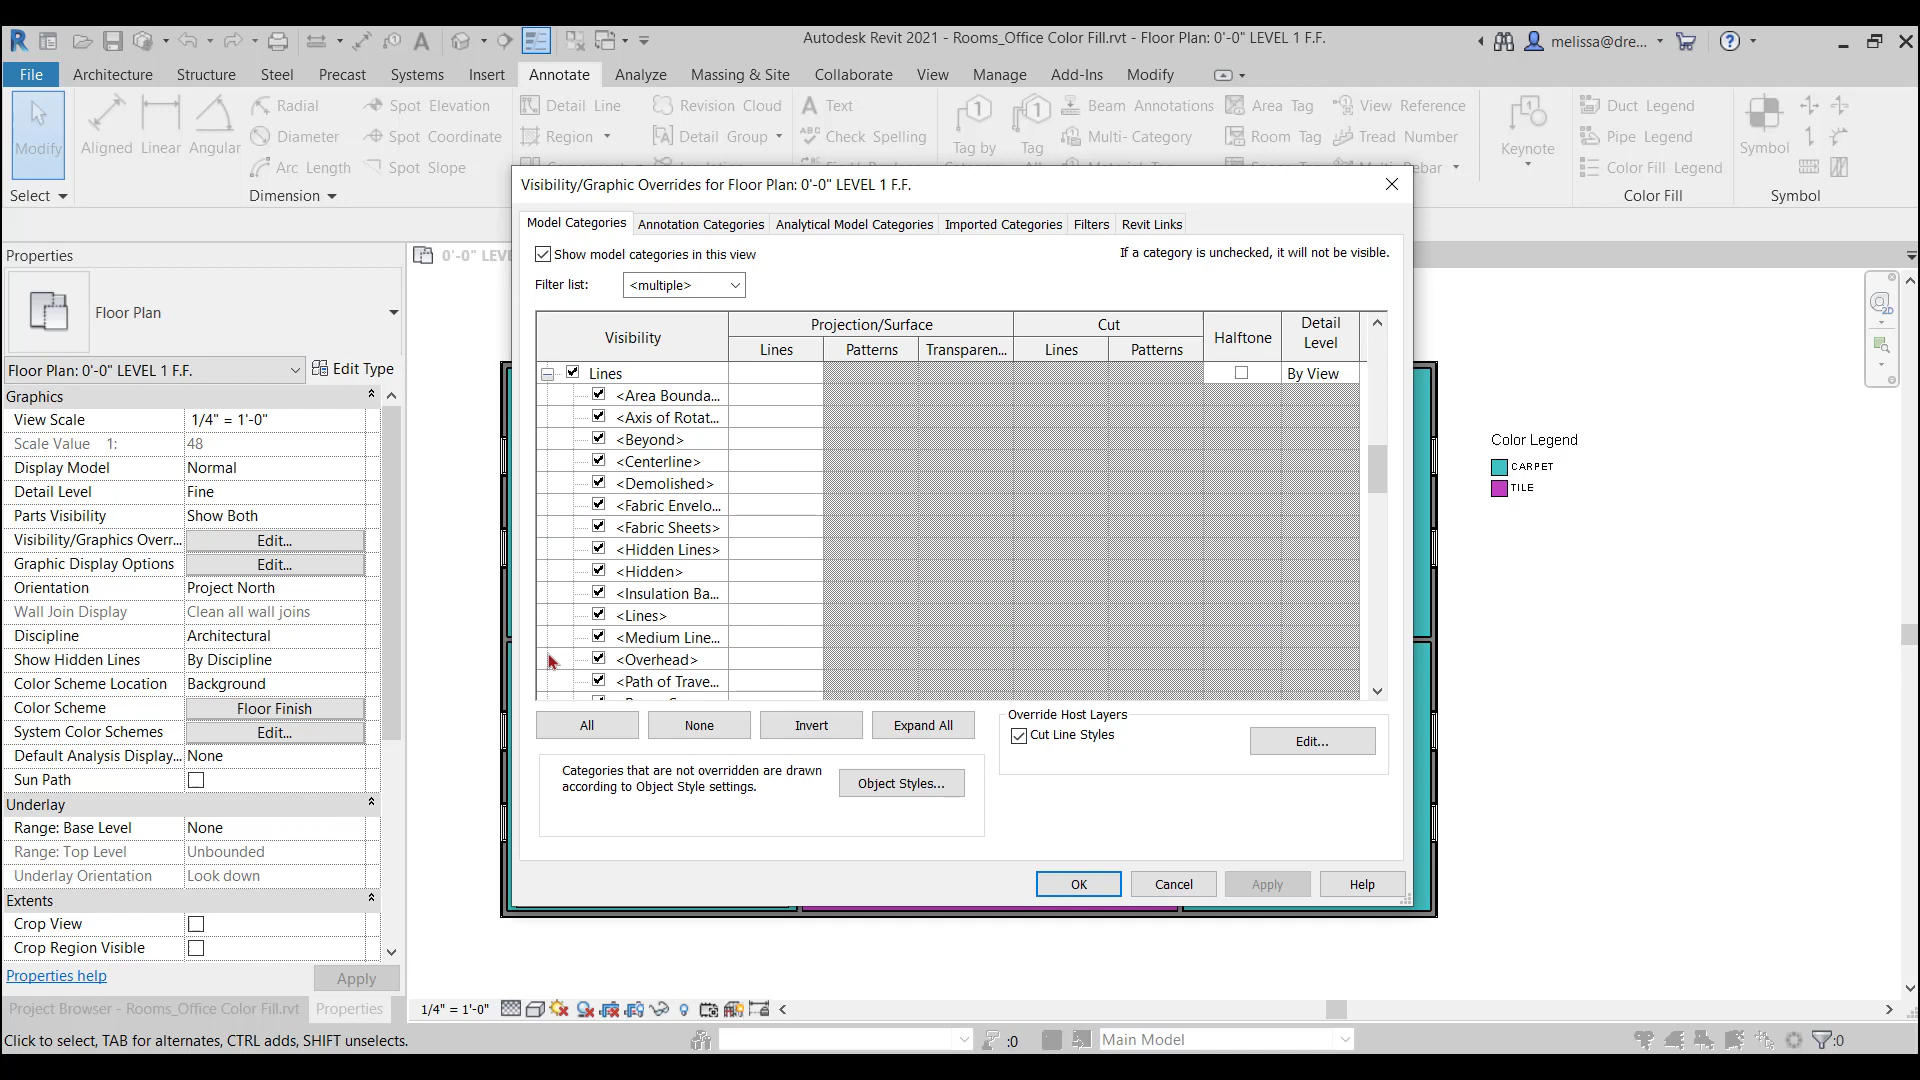 Autodesk Revit 2021 - Rooms_Office Color Fill.rvt - Floor Plan: 0'-0" LEVEL 1 F.F.
melissa@dre...
File Architecture Structure Steel Precast Systems Insert Annotate Analyze Massing & Site Collaborate View Manage Add-Ins Modify
Modify
Aligned Linear Angular
Radial
Diameter
Arc Length
Spot Elevation
Spot Coordinate
Spot Slope
Detail Line
Region
Revision Cloud
Detail Group
Text
Check Spelling
Tag by
Tag
Beam Annotations
Multi- Category
Area Tag
Room Tag
View Reference
Tread Number
Keynote
Duct Legend
Pipe Legend
Color Fill Legend
Symbol
Select
Dimension
Color Fill
Symbol
Properties
Floor Plan
Floor Plan: 0'-0" LEVEL 1 F.F.
Edit Type
Graphics
View Scale 1/4" = 1'-0"
Scale Value 1: 48
Display Model Normal
Detail Level Fine
Parts Visibility Show Both
Visibility/Graphics Overr... Edit...
Graphic Display Options Edit...
Orientation Project North
Wall Join Display Clean all wall joins
Discipline Architectural
Show Hidden Lines By Discipline
Color Scheme Location Background
Color Scheme Floor Finish
System Color Schemes Edit...
Default Analysis Display... None
Sun Path
Underlay
Range: Base Level None
Range: Top Level Unbounded
Underlay Orientation Look down
Extents
Crop View
Crop Region Visible
Properties help
Apply
Project Browser - Rooms_Office Color Fill.rvt Properties
0'-0" LEVE
Visibility/Graphic Overrides for Floor Plan: 0'-0" LEVEL 1 F.F.
Model Categories Annotation Categories Analytical Model Categories Imported Categories Filters Revit Links
Show model categories in this view
If a category is unchecked, it will not be visible.
Filter list: <multiple>
Visibility
Projection/Surface
Cut
Halftone
Detail Level
Lines Patterns Transparen... Lines Patterns
Lines
By View
<Area Bounda...
<Axis of Rotat...
<Beyond>
<Centerline>
<Demolished>
<Fabric Envelo...
<Fabric Sheets>
<Hidden Lines>
<Hidden>
<Insulation Ba...
<Lines>
<Medium Line...
<Overhead>
<Path of Trave...
All None Invert Expand All
Override Host Layers
Cut Line Styles
Edit...
Categories that are not overridden are drawn
according to Object Style settings.
Object Styles...
OK Cancel Apply Help
Color Legend
CARPET
TILE
2D
1/4" = 1'-0"
Click to select, TAB for alternates, CTRL adds, SHIFT unselects.
:0
Main Model
:0